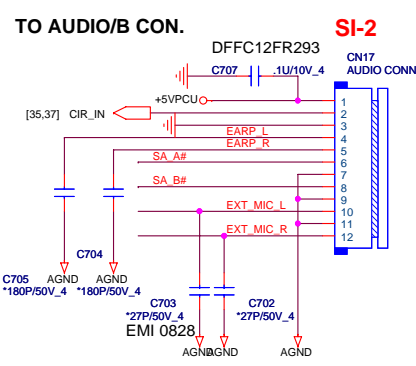 TO AUDIO/B CON.
SI-2
DFFC12FR293
CN17
AUDIO CONN
C707
.1U/10V_4
+5VPCU
[35,37] CIR_IN
1
2
3
EARP_L
4
EARP_R
5
SA_A#
6
7
SA_B#
8
9
EXT_MIC_L
10
11
EXT_MIC_R
12
C705
AGND
C704
AGND
*180P/50V_4
*180P/50V_4
C703
*27P/50V_4
C702
*27P/50V_4
EMI 0828
AGND
AGND
AGND